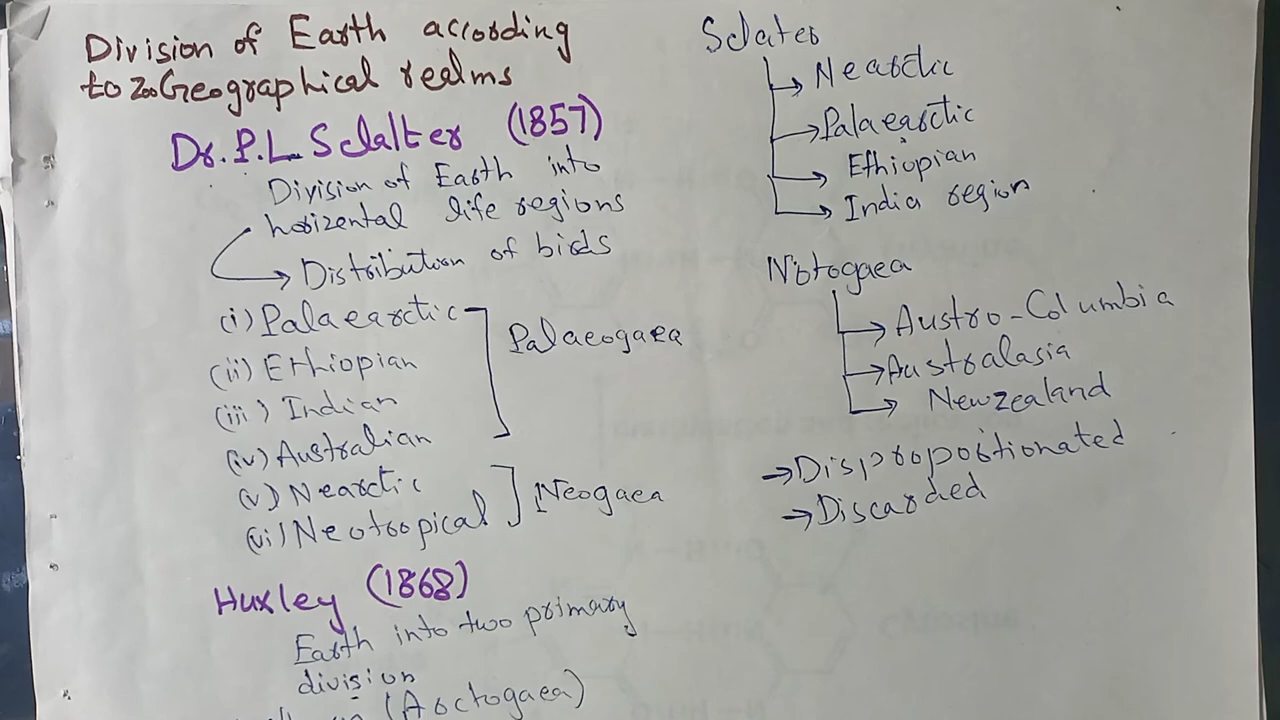 Division of Earth according
to ZooGeographical realms
Dr. P.L. Sclalter (1857)
Division of Earth into
horizental life regions
Distribution of birds
(i) Palaearctic
(ii) Ethiopian
(iii) Indian
(iv) Australian
Palaeogaea
(v) Nearctic
(vi) Neotropical
Neogaea
Huxley (1868)
Earth into two primary
division
(Arctogaea)
Sclater
Nearctic
Palaearctic
Ethiopian
India region
Notogaea
Austro-Columbia
Australasia
Newzealand
Dispropostionated
Discarded